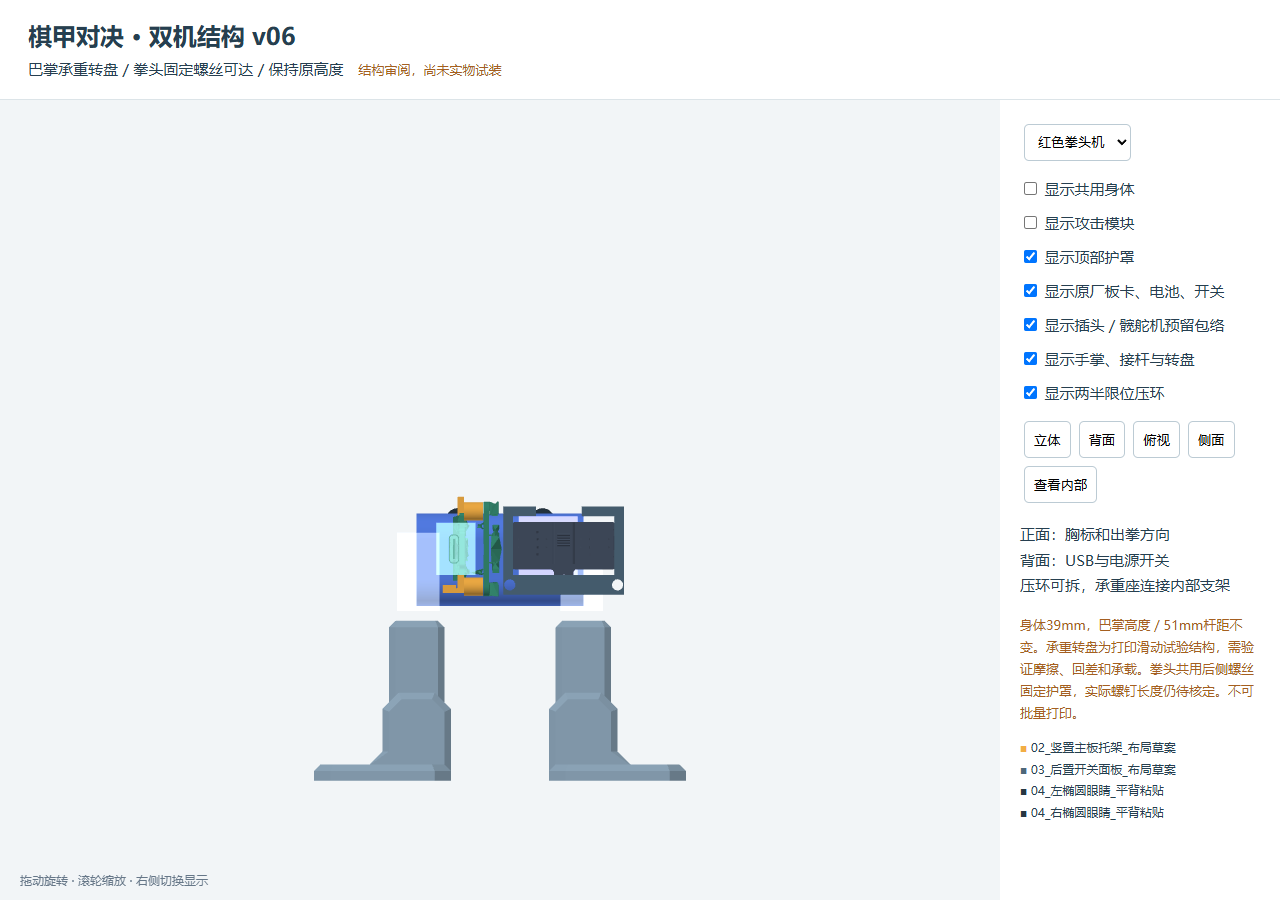 棋甲对决 · 双机结构 v06
巴掌承重转盘 / 拳头固定螺丝可达 / 保持原高度 结构审阅，尚未实物试装
红色拳头机
显示共用身体
显示攻击模块
显示顶部护罩
显示原厂板卡、电池、开关
显示插头 / 髋舵机预留包络
显示手掌、接杆与转盘
显示两半限位压环
立体 背面 俯视 侧面
查看内部
正面：胸标和出拳方向
背面：USB与电源开关
压环可拆，承重座连接内部支架
身体39mm，巴掌高度 / 51mm杆距不
变。承重转盘为打印滑动试验结构，需验
证摩擦、回差和承载。拳头共用后侧螺丝
固定护罩，实际螺钉长度仍待核定。不可
批量打印。
02_竖置主板托架_布局草案
03_后置开关面板_布局草案
04_左椭圆眼睛_平背粘贴
04_右椭圆眼睛_平背粘贴
拖动旋转 · 滚轮缩放 · 右侧切换显示